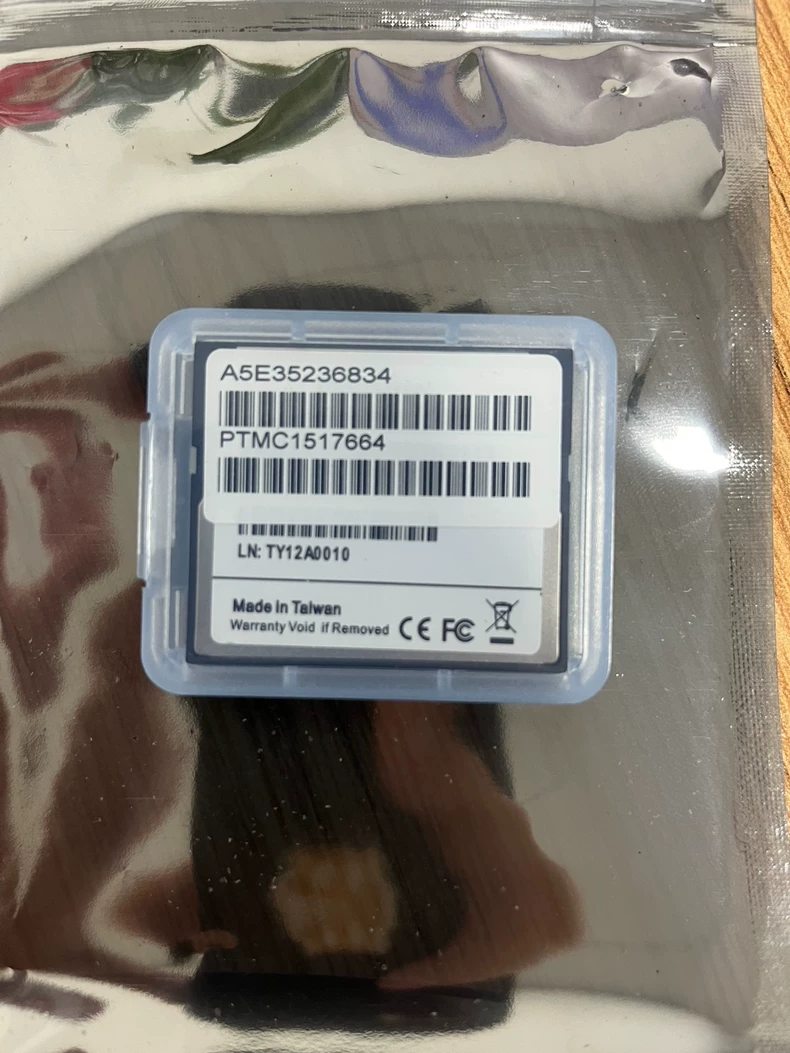 A5E35236834
PTMC1517664
LN: TY12A0010
Made in Taiwan
Warranty Void if Removed
CE FC